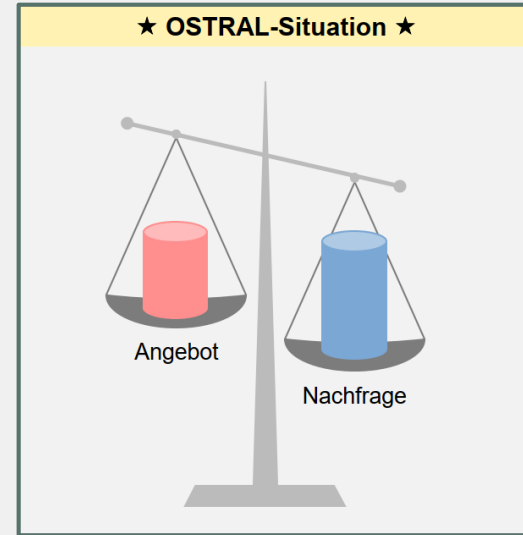 ★ OSTRAL-Situation ★
Angebot
Nachfrage